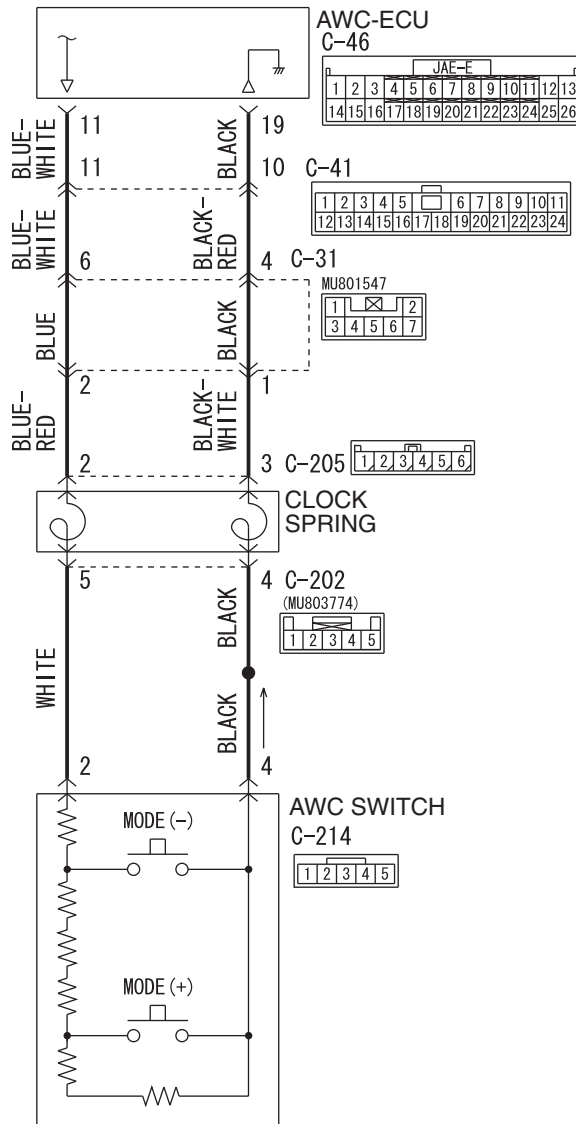 AWC-ECU
C-46
JAE-E
1 2 3 4 5 6 7 8 9 10 11 12 13
14 15 16 17 18 19 20 21 22 23 24 25 26
11 19
BLUE-WHITE BLACK
11 10 C-41
1 2 3 4 5 6 7 8 9 10 11
12 13 14 15 16 17 18 19 20 21 22 23 24
BLUE-WHITE BLACK-RED
6 4 C-31
MU801547
1 2
3 4 5 6 7
BLUE BLACK
2 1
BLUE-RED BLACK-WHITE
2 3 C-205
1 2 3 4 5 6
CLOCK
SPRING
5 4 C-202
(MU803774)
1 2 3 4 5
WHITE BLACK
BLACK
2 4
AWC SWITCH
C-214
1 2 3 4 5
MODE(-)
MODE(+)